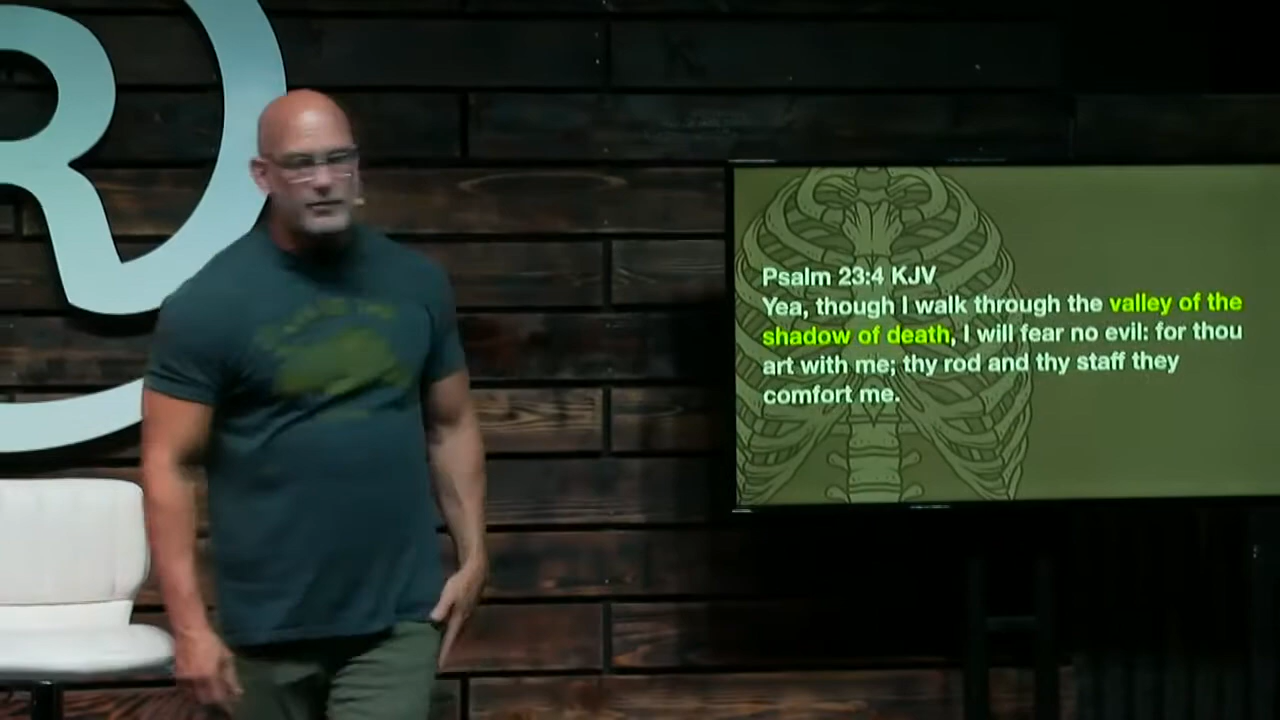 R
Psalm 23:4 KJV
Yea, though I walk through the valley of the
shadow of death, I will fear no evil: for thou
art with me; thy rod and thy staff they
comfort me.